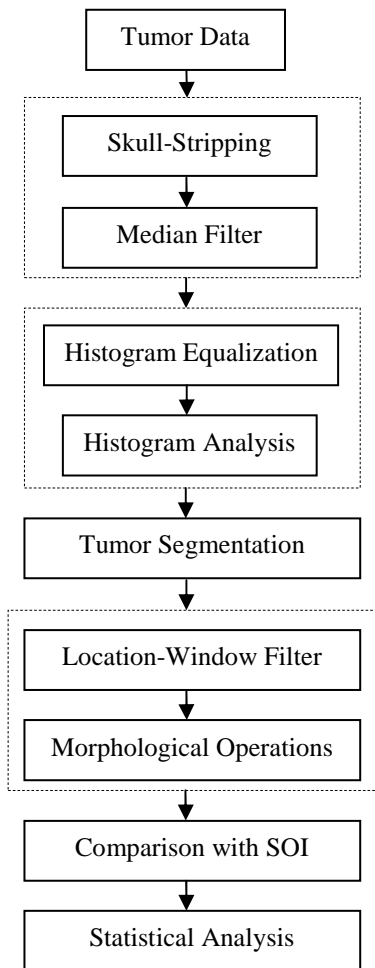 Tumor Data
Skull-Stripping
Median Filter
Histogram Equalization
Histogram Analysis
Tumor Segmentation
Location-Window Filter
Morphological Operations
Comparison with SOI
Statistical Analysis